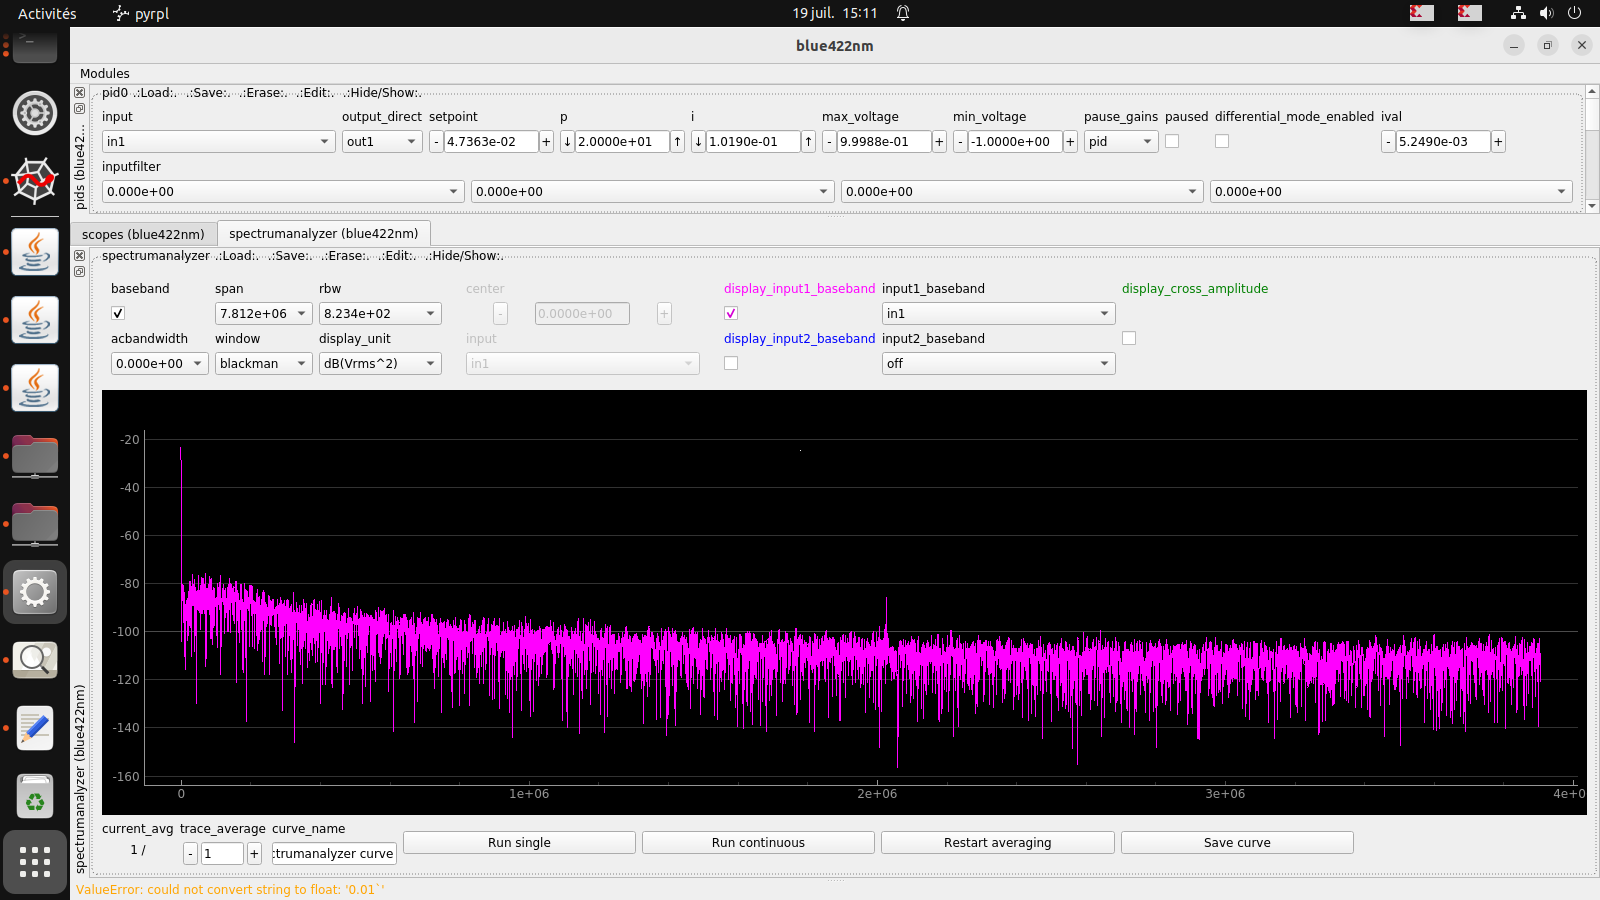 Activités pyrpl 19 juil. 15:11
blue422nm
Modules
pid0 .:Load:. .:Save:. .:Erase:. .:Edit:. .:Hide/Show:.
input output_direct setpoint p i max_voltage min_voltage pause_gains paused differential_mode_enabled ival
in1 out1 - 4.7363e-02 + ↓ 2.0000e+01 ↑ ↓ 1.0190e-01 ↑ - 9.9988e-01 + - -1.0000e+00 + pid - 5.2490e-03 +
inputfilter
0.000e+00 0.000e+00 0.000e+00 0.000e+00
pids (blue42...
scopes (blue422nm) spectrumanalyzer (blue422nm)
spectrumanalyzer .:Load:. .:Save:. .:Erase:. .:Edit:. .:Hide/Show:.
baseband span rbw center display_input1_baseband input1_baseband display_cross_amplitude
7.812e+06 8.234e+02 - 0.0000e+00 + in1
acbandwidth window display_unit input display_input2_baseband input2_baseband
0.000e+00 blackman dB(Vrms^2) in1 off
-20
-40
-60
-80
-100
-120
-140
-160
0 1e+06 2e+06 3e+06 4e+0
spectrumanalyzer (blue422nm)
current_avg trace_average curve_name
1 / - 1 + :trumanalyzer curve Run single Run continuous Restart averaging Save curve
ValueError: could not convert string to float: '0.01`'